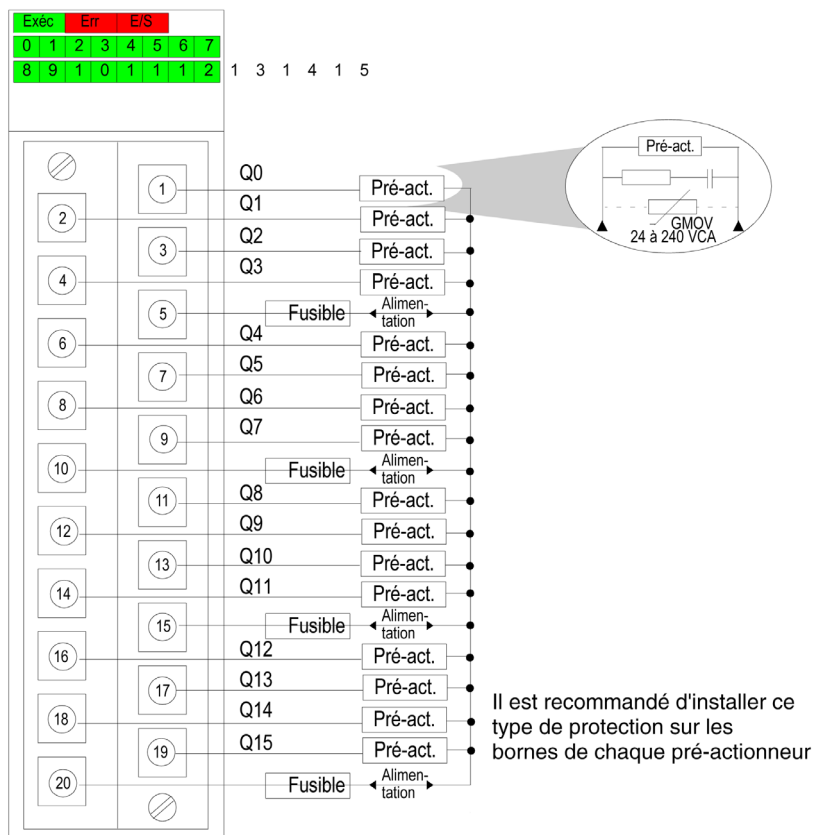 Exéc Err E/S
0 1 2 3 4 5 6 7
8 9 1 0 1 1 1 2 1 3 1 4 1 5
Q0
1 Pré-act.
Q1
2 Pré-act.
Q2
3 Pré-act.
Q3
4 Pré-act.
5 Fusible Alimen-
tation
Q4
6 Pré-act.
Q5
7 Pré-act.
Q6
8 Pré-act.
Q7
9 Pré-act.
10 Fusible Alimen-
tation
Q8
11 Pré-act.
Q9
12 Pré-act.
Q10
13 Pré-act.
Q11
14 Pré-act.
15 Fusible Alimen-
tation
Q12
16 Pré-act.
Q13
17 Pré-act.
Q14
18 Pré-act.
Q15
19 Pré-act.
20 Fusible Alimen-
tation
Pré-act.
GMOV
24 à 240 VCA
Il est recommandé d'installer ce
type de protection sur les
bornes de chaque pré-actionneur